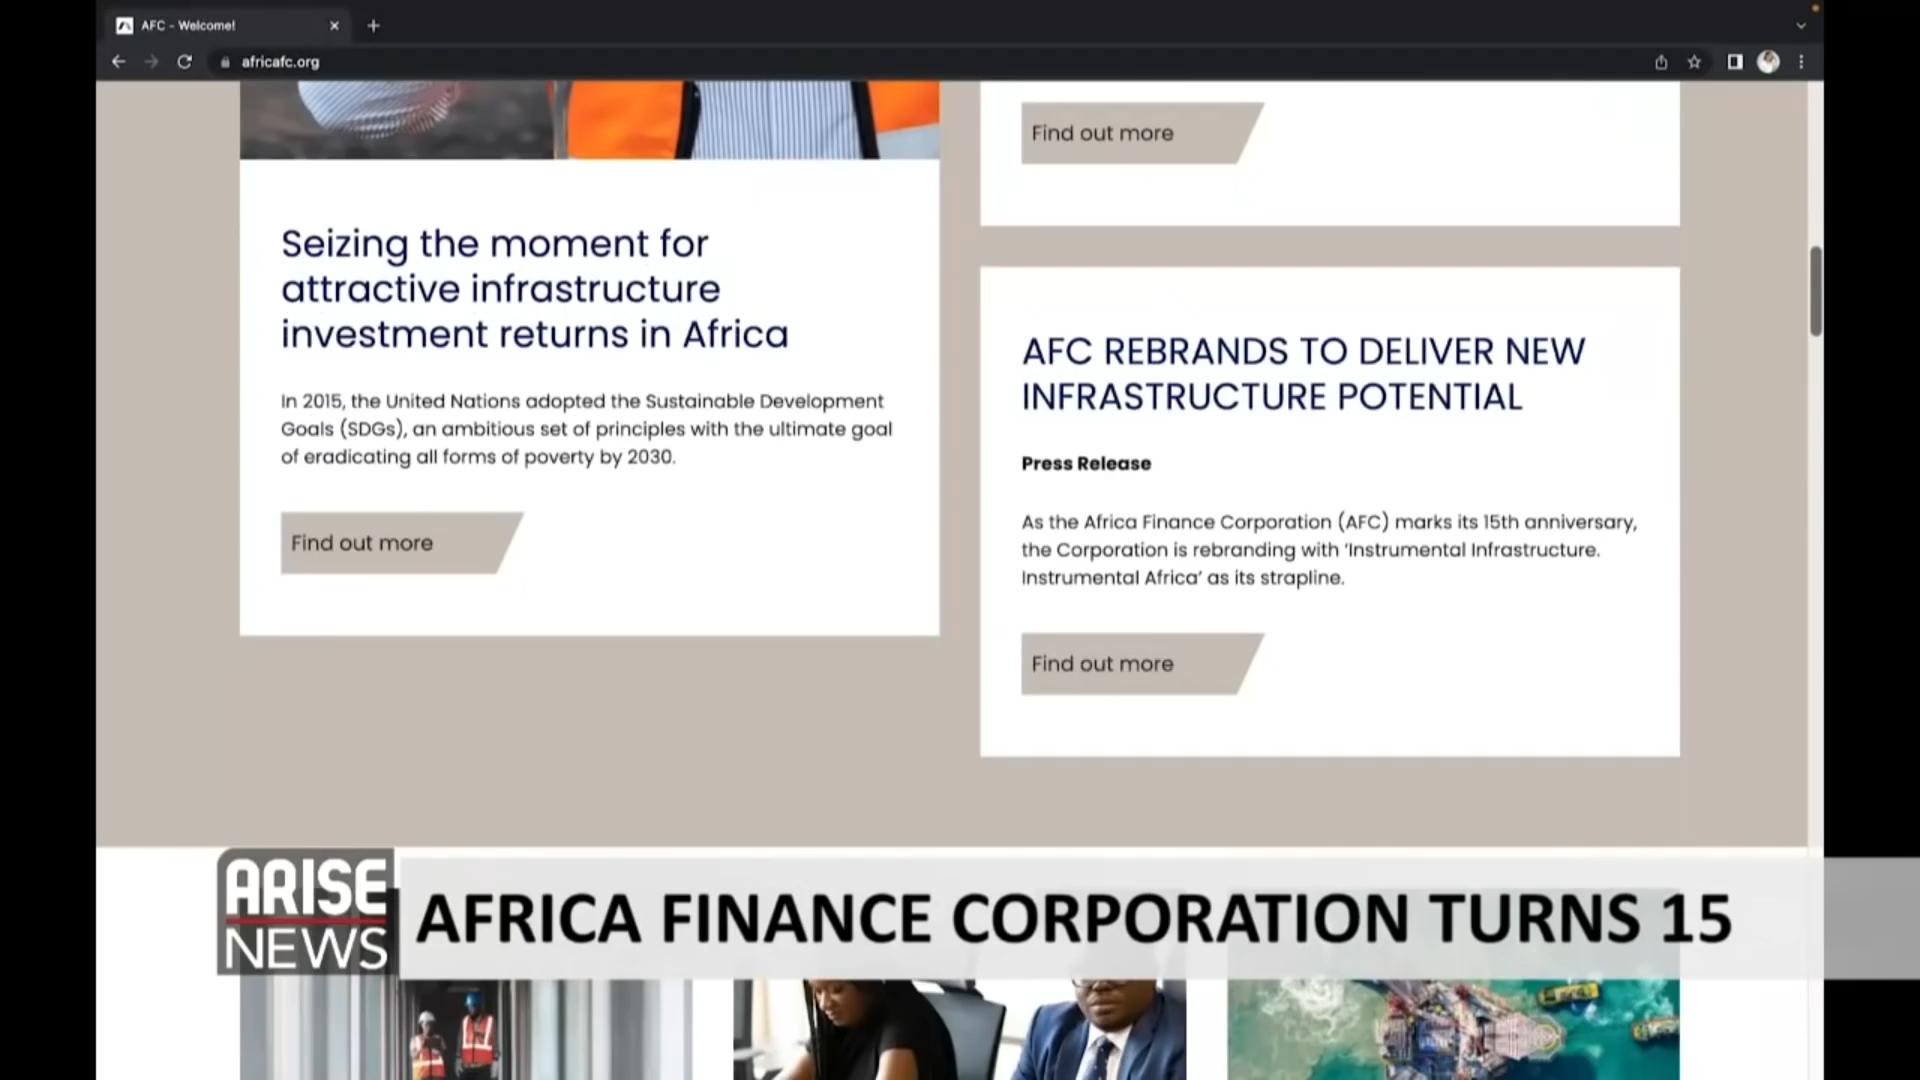 AFC - Welcome!
africafc.org
Seizing the moment for
attractive infrastructure
investment returns in Africa
In 2015, the United Nations adopted the Sustainable Development
Goals (SDGs), an ambitious set of principles with the ultimate goal
of eradicating all forms of poverty by 2030.
Find out more
Find out more
AFC REBRANDS TO DELIVER NEW
INFRASTRUCTURE POTENTIAL
Press Release
As the Africa Finance Corporation (AFC) marks its 15th anniversary,
the Corporation is rebranding with ‘Instrumental Infrastructure.
Instrumental Africa’ as its strapline.
Find out more
ARISE
NEWS
AFRICA FINANCE CORPORATION TURNS 15